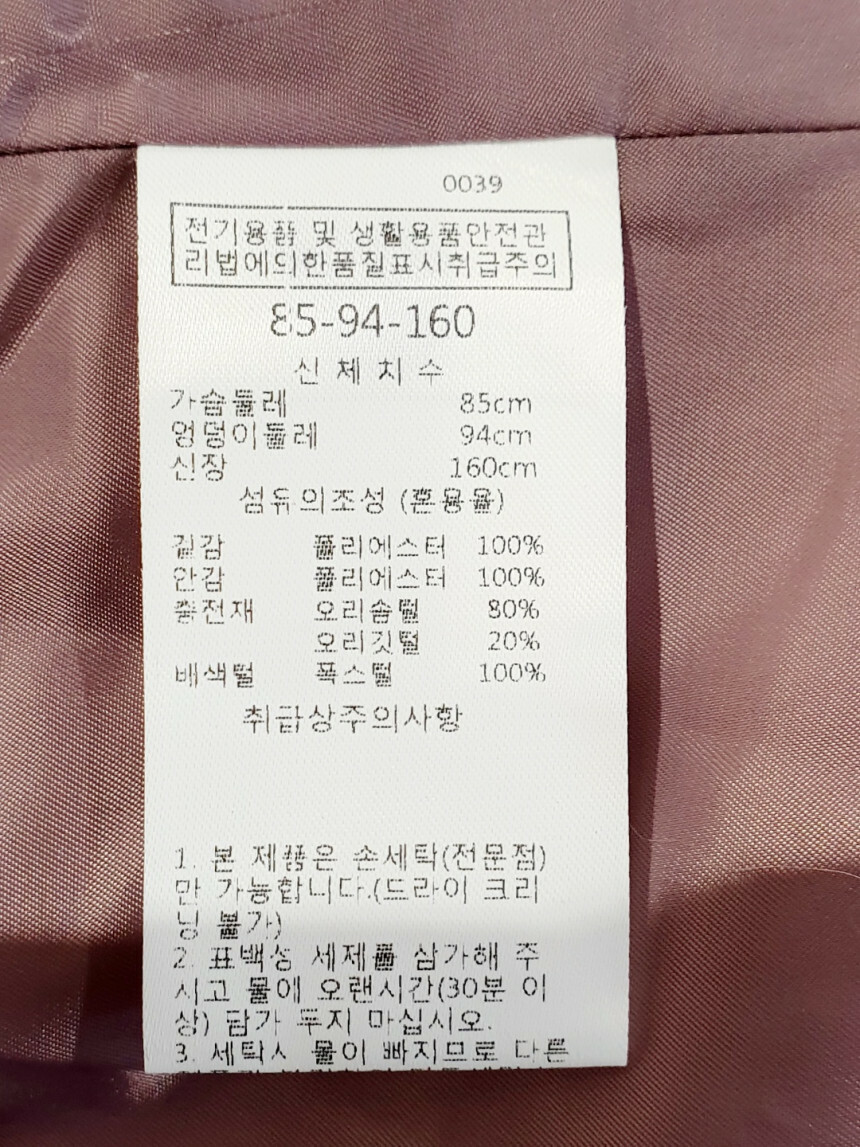 0039
전기용품 및 생활용품안전관
리법에의한품질표시취급주의
85-94-160
신 체 치 수
가슴둘레 85cm
엉덩이둘레 94cm
신장 160cm
섬유의조성 (혼용율)
겉감 폴리에스터 100%
안감 폴리에스터 100%
충전재 오리솜털 80%
오리깃털 20%
배색털 폭스털 100%
취급상주의사항
1. 본 제품은 손세탁(전문점)
만 가능합니다.(드라이 크리
닝 불가)
2. 표백성 세제를 삼가해 주
시고 물에 오랜시간(30분 이
상) 담가 두지 마십시오.
3. 세탁시 물이 빠지므로 다른